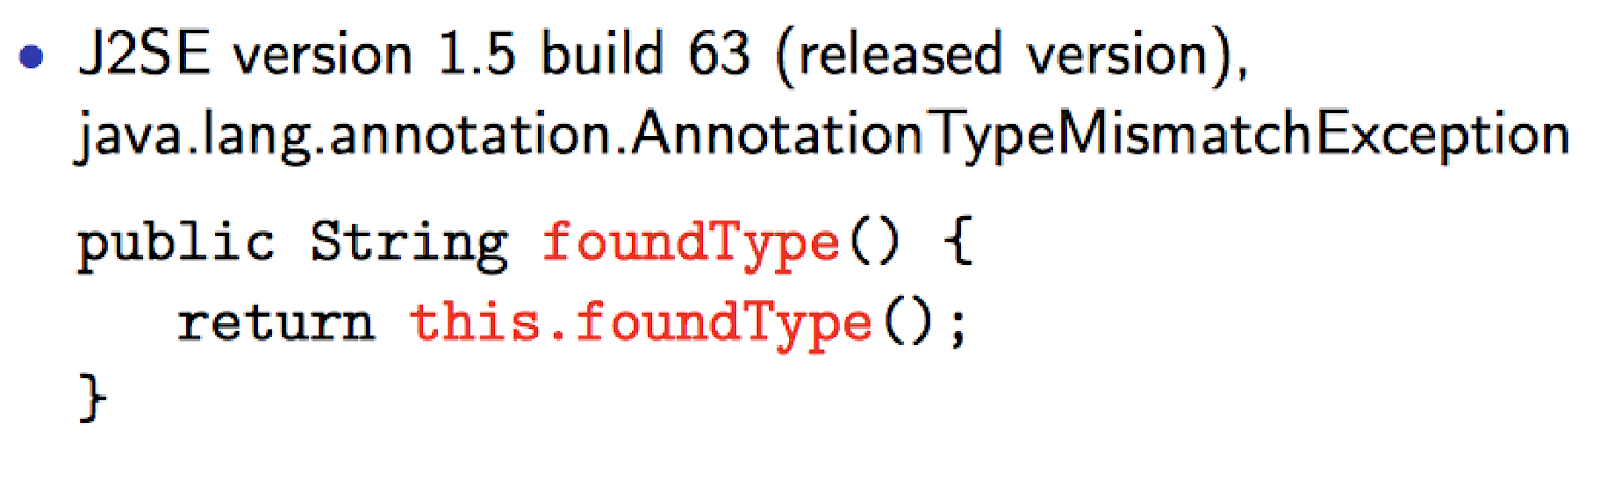 • J2SE version 1.5 build 63 (released version),
java.lang.annotation.AnnotationTypeMismatchException
public String foundType() {
   return this.foundType();
}